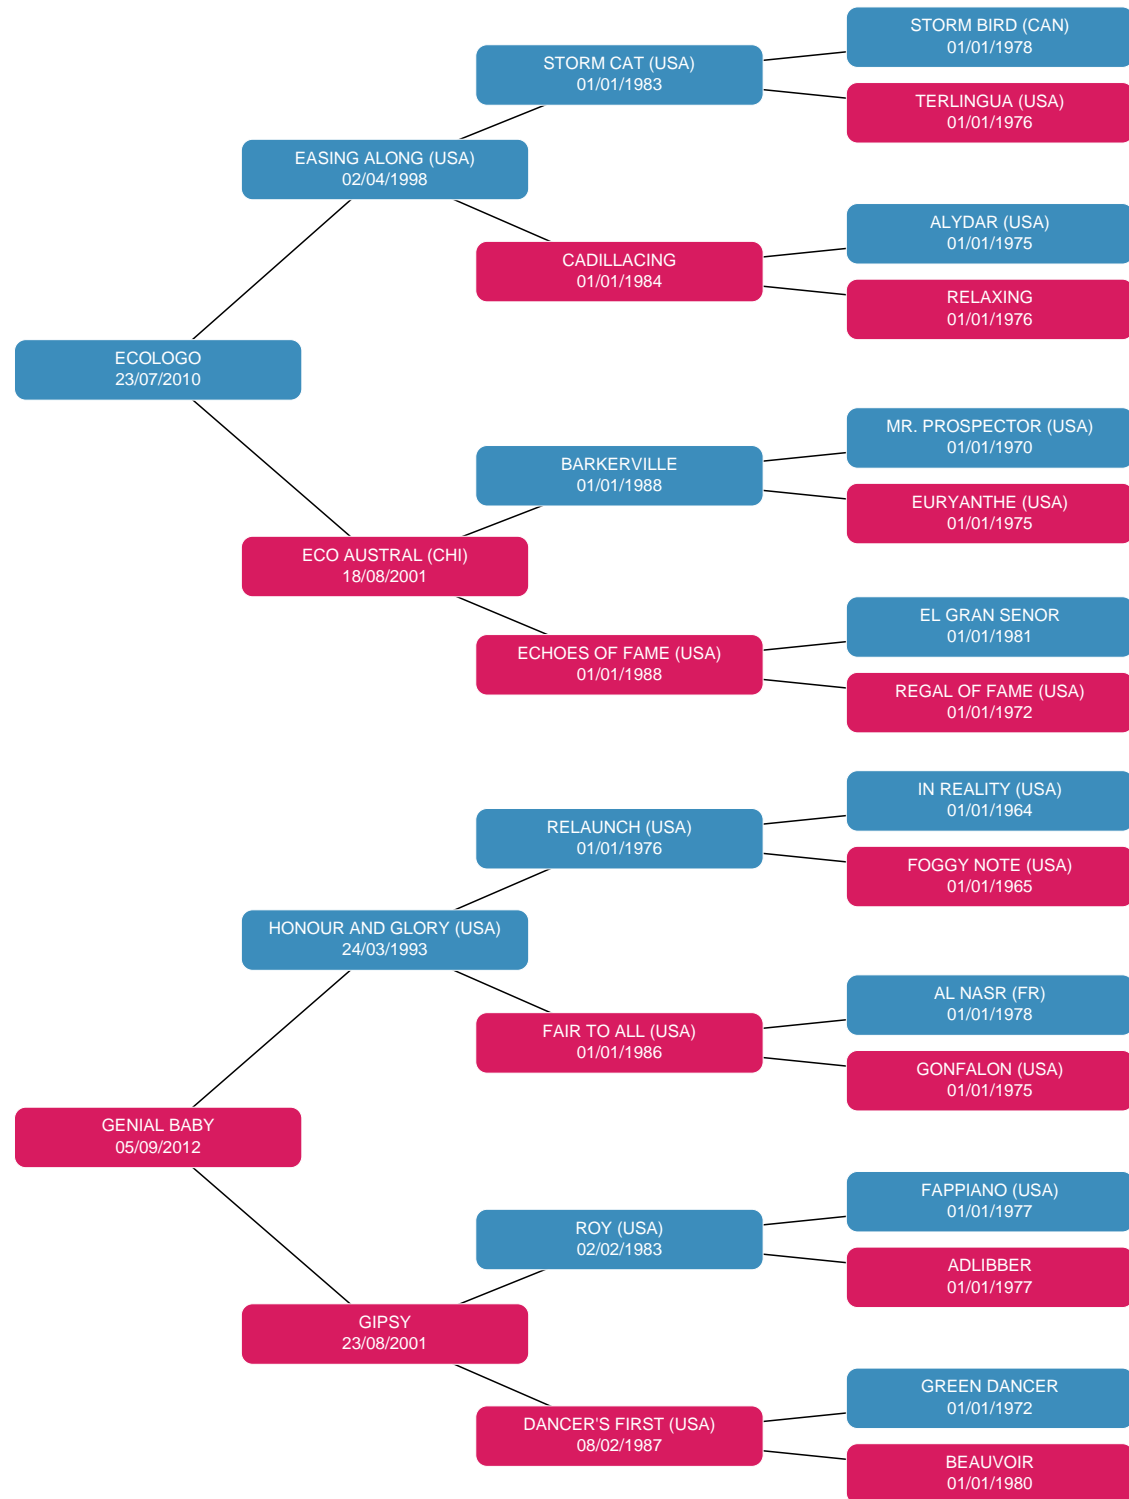 STORM BIRD (CAN)
01/01/1978
STORM CAT (USA)
01/01/1983
TERLINGUA (USA)
01/01/1976
EASING ALONG (USA)
02/04/1998
ALYDAR (USA)
01/01/1975
CADILLACING
01/01/1984
RELAXING
01/01/1976
ECOLOGO
23/07/2010
MR. PROSPECTOR (USA)
01/01/1970
BARKERVILLE
01/01/1988
EURYANTHE (USA)
01/01/1975
ECO AUSTRAL (CHI)
18/08/2001
EL GRAN SENOR
01/01/1981
ECHOES OF FAME (USA)
01/01/1988
REGAL OF FAME (USA)
01/01/1972
IN REALITY (USA)
01/01/1964
RELAUNCH (USA)
01/01/1976
FOGGY NOTE (USA)
01/01/1965
HONOUR AND GLORY (USA)
24/03/1993
AL NASR (FR)
01/01/1978
FAIR TO ALL (USA)
01/01/1986
GONFALON (USA)
01/01/1975
GENIAL BABY
05/09/2012
FAPPIANO (USA)
01/01/1977
ROY (USA)
02/02/1983
ADLIBBER
01/01/1977
GIPSY
23/08/2001
GREEN DANCER
01/01/1972
DANCER'S FIRST (USA)
08/02/1987
BEAUVOIR
01/01/1980